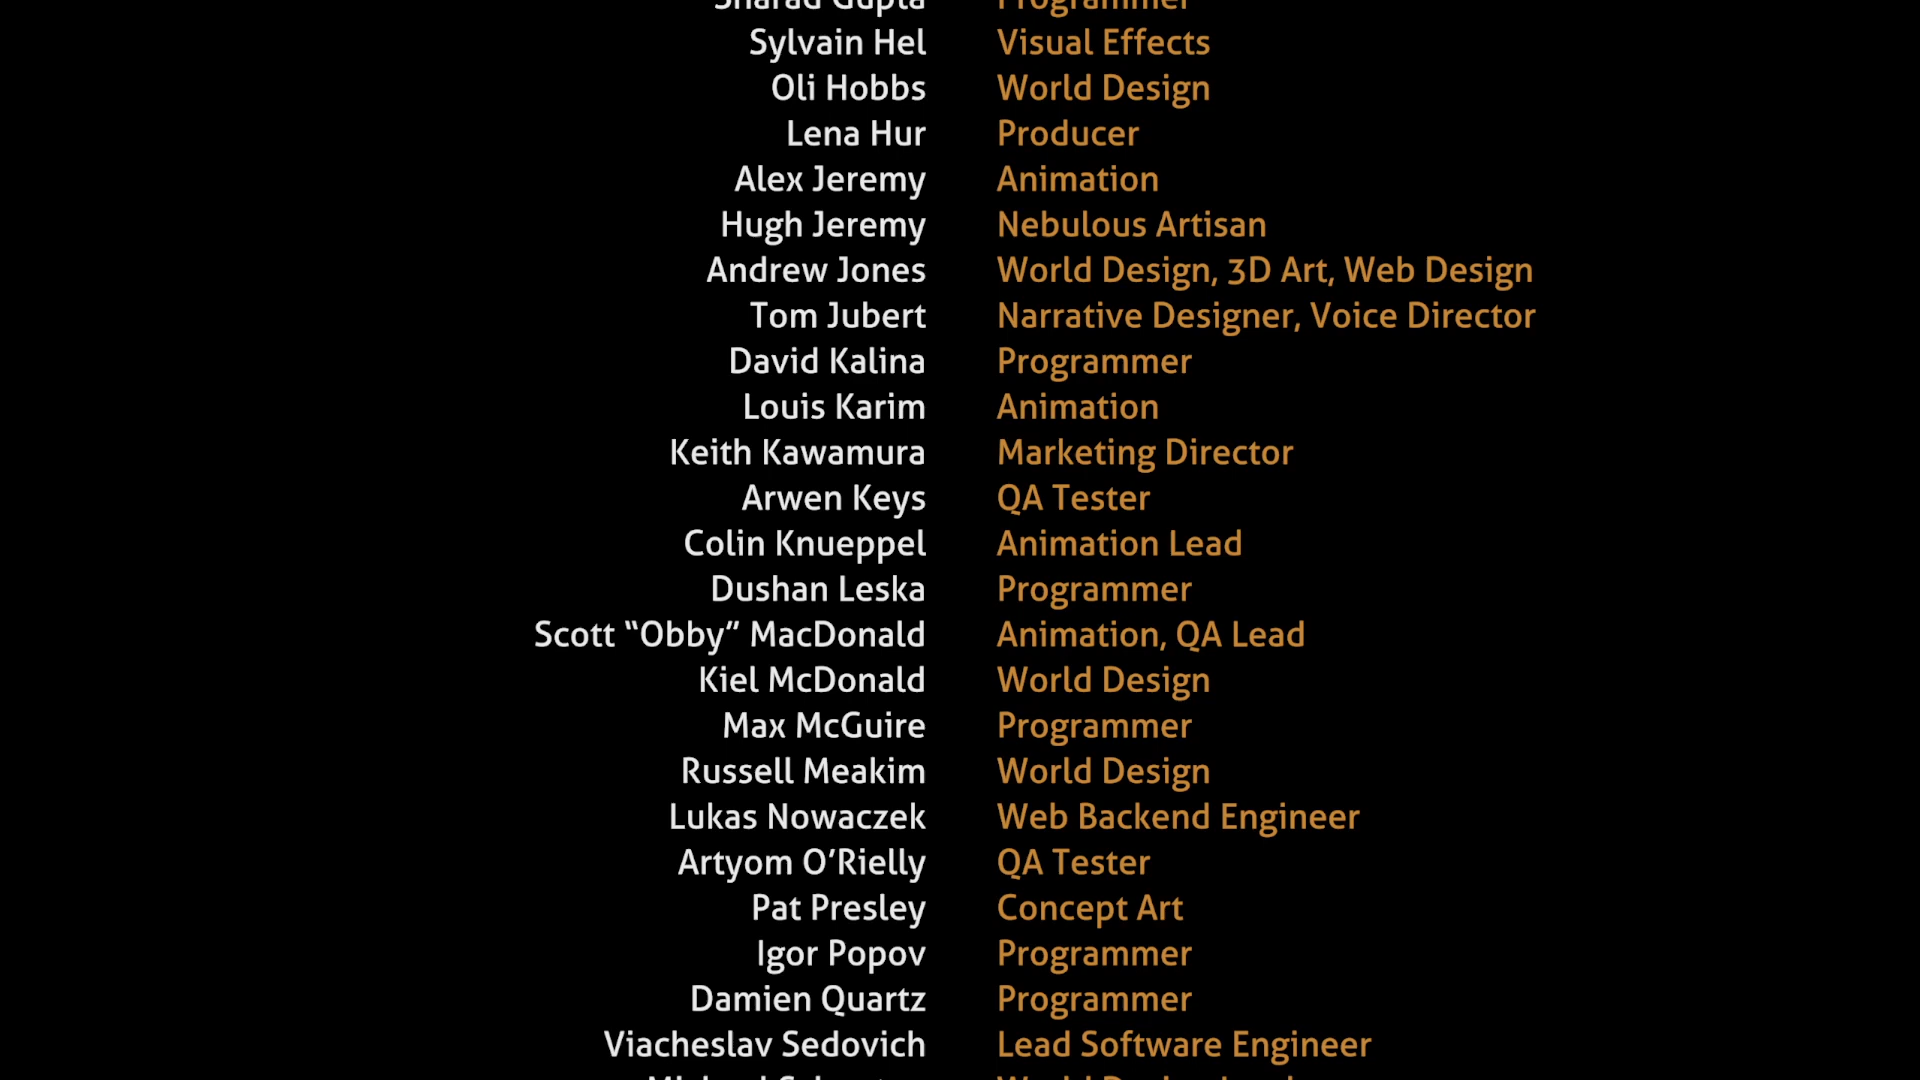 Sharad Gupta Programmer
Sylvain Hel Visual Effects
Oli Hobbs World Design
Lena Hur Producer
Alex Jeremy Animation
Hugh Jeremy Nebulous Artisan
Andrew Jones World Design, 3D Art, Web Design
Tom Jubert Narrative Designer, Voice Director
David Kalina Programmer
Louis Karim Animation
Keith Kawamura Marketing Director
Arwen Keys QA Tester
Colin Knueppel Animation Lead
Dushan Leska Programmer
Scott “Obby” MacDonald Animation, QA Lead
Kiel McDonald World Design
Max McGuire Programmer
Russell Meakim World Design
Lukas Nowaczek Web Backend Engineer
Artyom O’Rielly QA Tester
Pat Presley Concept Art
Igor Popov Programmer
Damien Quartz Programmer
Viacheslav Sedovich Lead Software Engineer